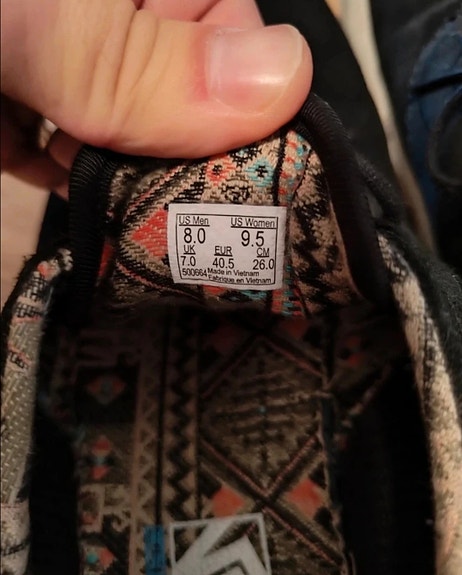 US Men US Women
8.0 9.5
UK EUR CM
7.0 40.5 26.0
500664 Made in Vietnam
Fabrique en Vietnam